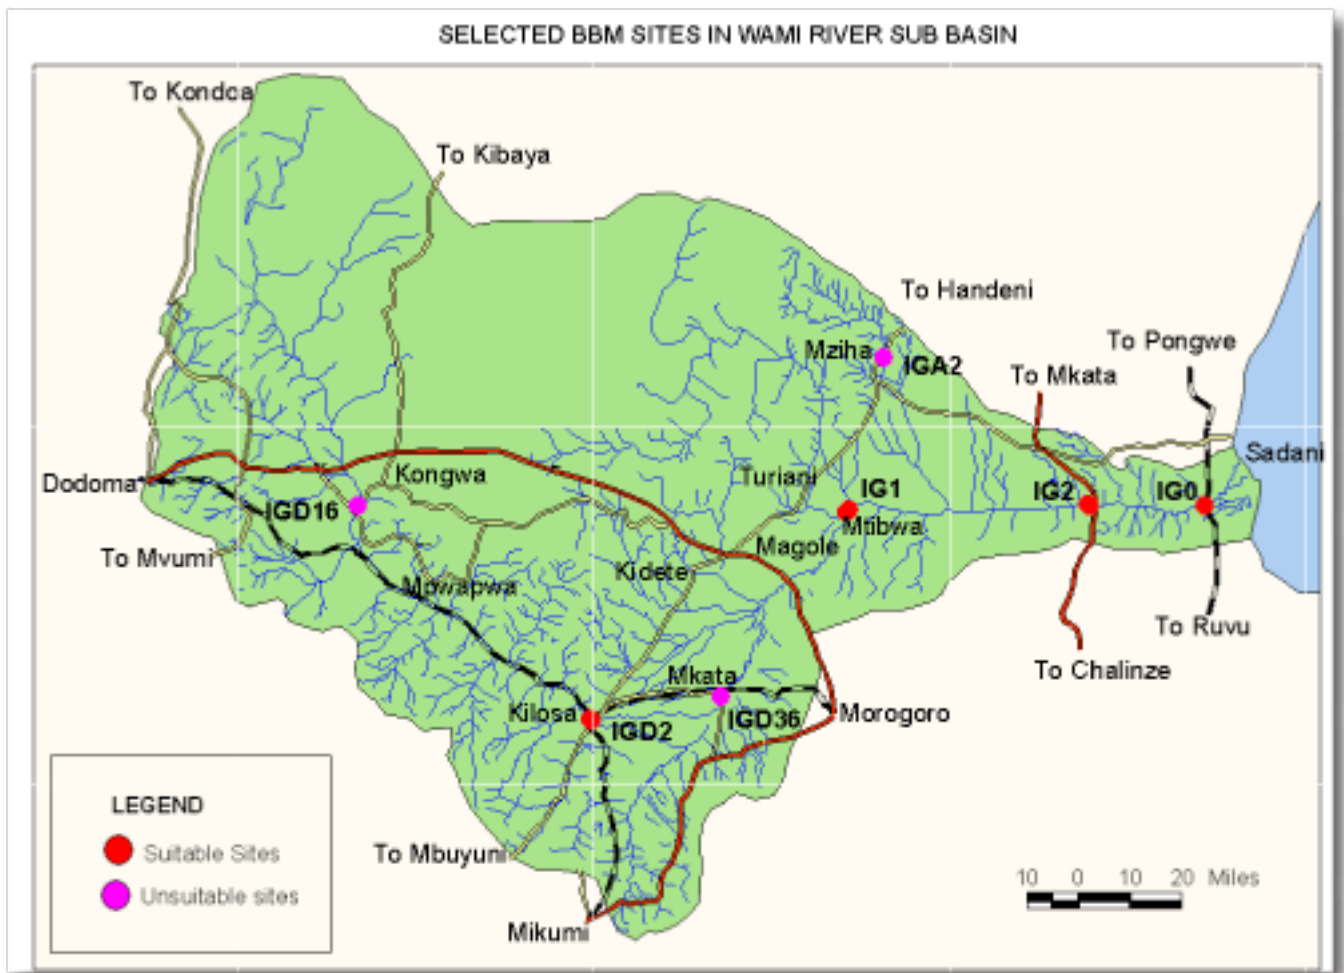 SELECTED BBM SITES IN WAMI RIVER SUB BASIN
To Kondoa
To Kibaya
To Handeni
To Pongwe
Mziha
IGA2
To Mkata
Sadani
Dodoma
Kongwa
Turiani
IG1
IG2
IG0
IGD16
Mtibwa
To Mvumi
Magole
Kidete
Mpwapwa
To Ruvu
To Chalinze
Mkata
Kilosa
IGD2
IGD36
Morogoro
LEGEND
Suitable Sites
Unsuitable sites
To Mbuyuni
10 0 10 20 Miles
Mikumi